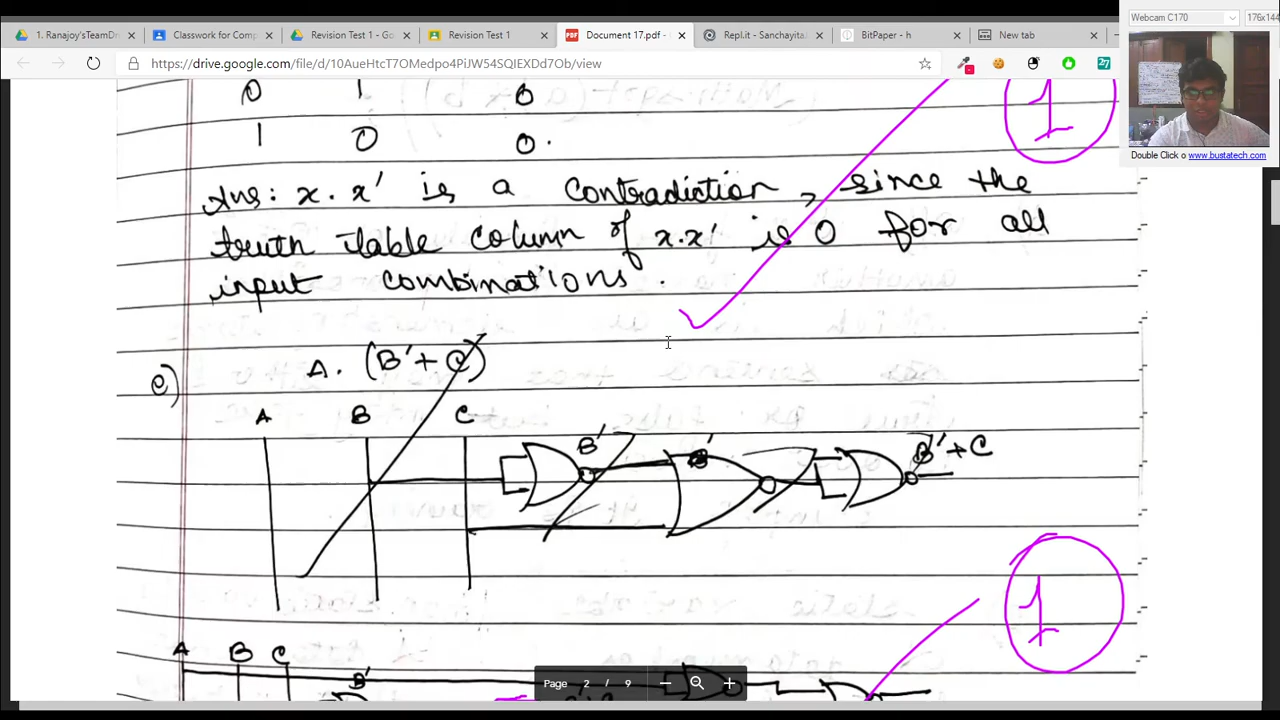 1. Ranajoy'sTeamDr
Classwork for Comp
Revision Test 1 - Go
Revision Test 1
Document 17.pdf -
Repl.it - Sanchayita
BitPaper - h
New tab
https://drive.google.com/file/d/10AueHtcT7OMedpo4PiJW54SQIEXDd7Ob/view
27
Webcam C170
176x144
Double Click o www.bustatech.com
0 1 0
1 0 0.
1
Ans: x.x' is a Contradiction, since the
truth table column of x.x' is 0 for all
input combinations.
e) A. (B'+C)
A B C
B' B'+C
1
A B C
B'
Page 2 / 9